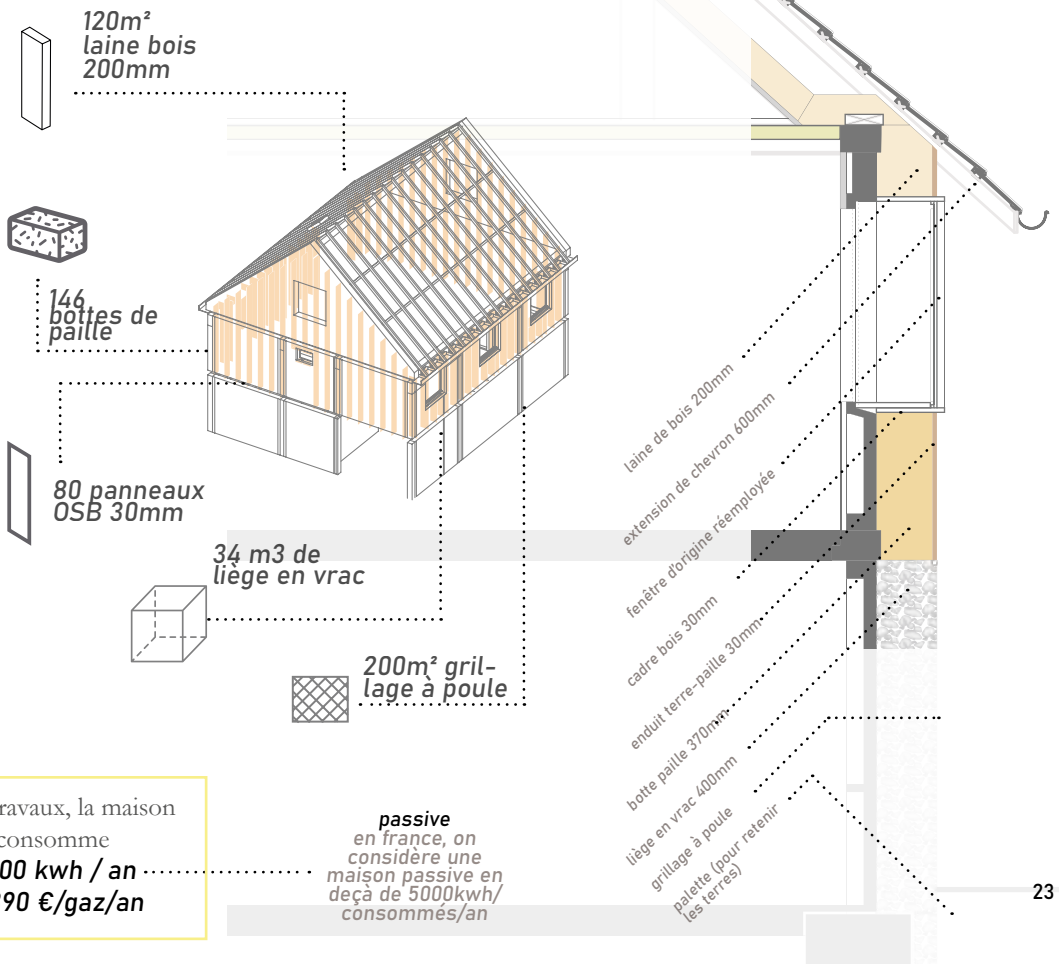 120m²
laine bois
200mm
146
bottes de
paille
80 panneaux
OSB 30mm
34 m3 de
liège en vrac
200m² gril-
lage à poule
laine de bois 200mm
extension de chevron 600mm
fenêtre d'origine réemployée
cadre bois 30mm
enduit terre-paille 30mm
botte paille 370mm
liège en vrac 400mm
grillage à poule
palette (pour retenir
les terres)
ravaux, la maison
consomme
00 kwh / an
90 €/gaz/an
passive
en france, on
considère une
maison passive en
deçà de 5000kwh/
consommés/an
23